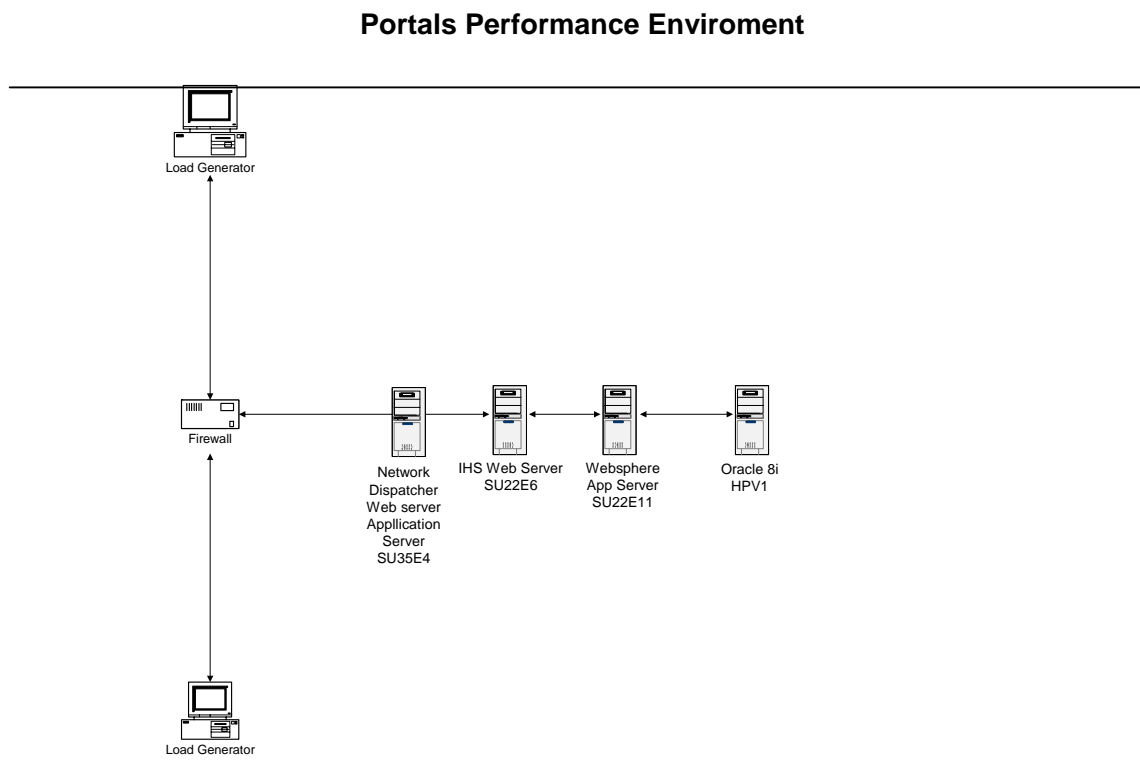 Portals Performance Enviroment
Load Generator
Firewall
Network
Dispatcher
Web server
Appllication
Server
SU35E4
IHS Web Server
SU22E6
Websphere
App Server
SU22E11
Oracle 8i
HPV1
Load Generator